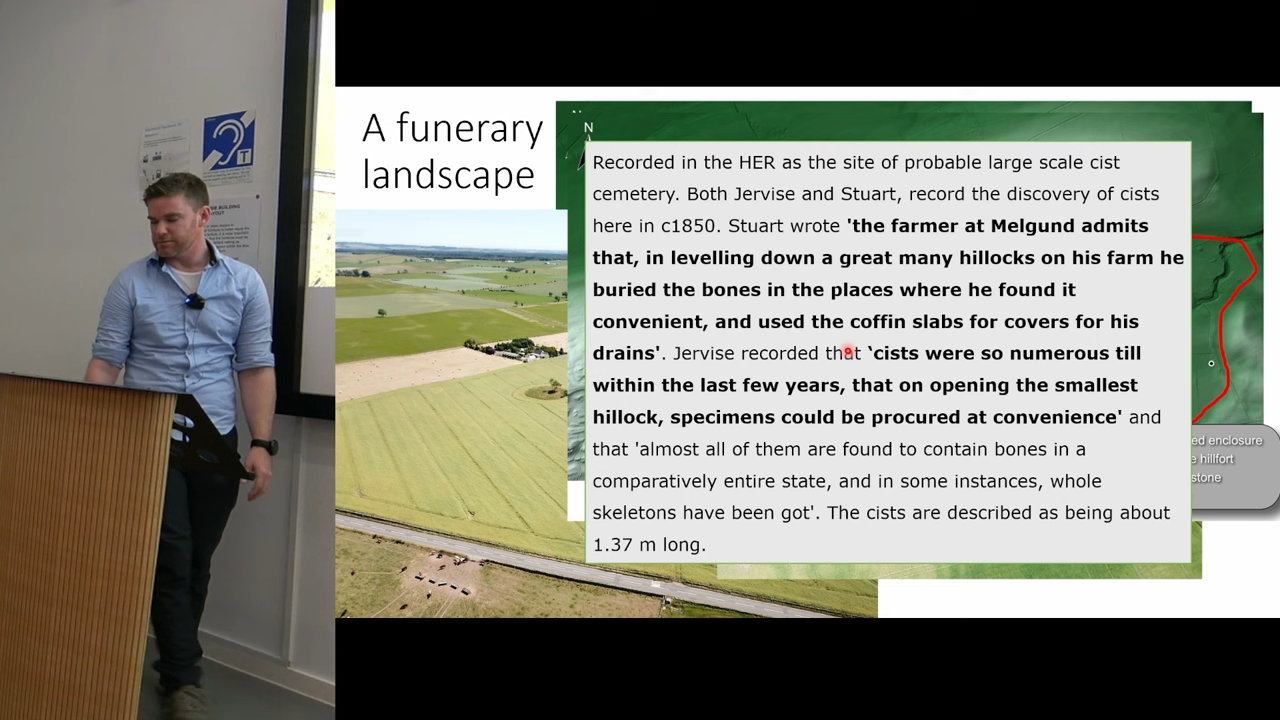 A funerary
landscape
N
Recorded in the HER as the site of probable large scale cist
cemetery. Both Jervise and Stuart, record the discovery of cists
here in c1850. Stuart wrote 'the farmer at Melgund admits
that, in levelling down a great many hillocks on his farm he
buried the bones in the places where he found it
convenient, and used the coffin slabs for covers for his
drains'. Jervise recorded that ‘cists were so numerous till
within the last few years, that on opening the smallest
hillock, specimens could be procured at convenience' and
that 'almost all of them are found to contain bones in a
comparatively entire state, and in some instances, whole
skeletons have been got'. The cists are described as being about
1.37 m long.
ed enclosure
e hillfort
stone
T